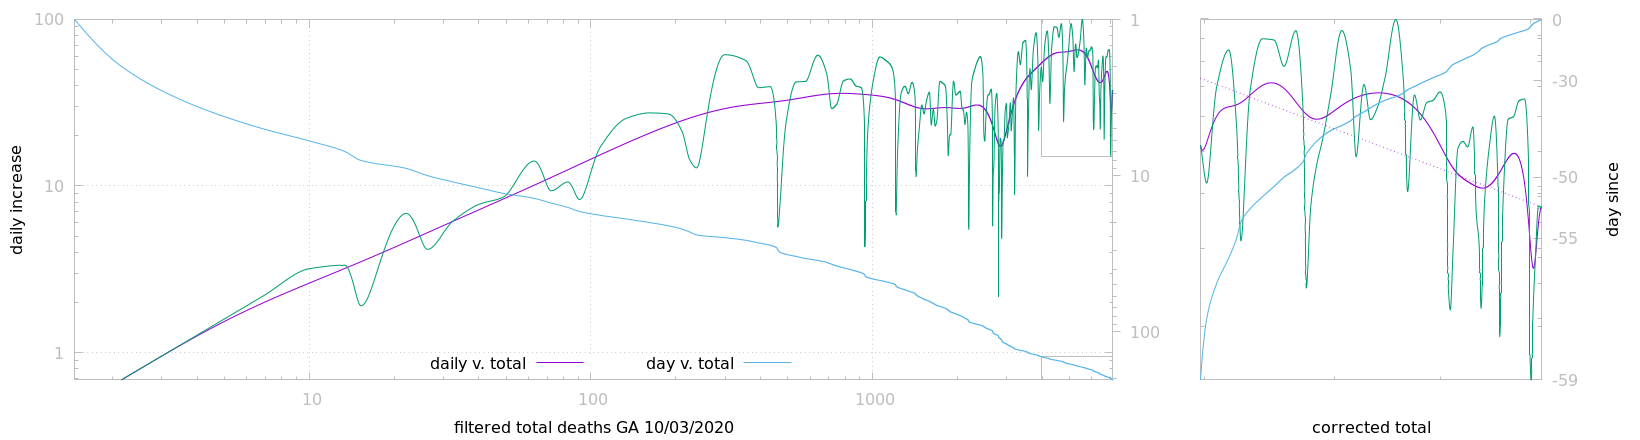 100
10
1
daily increase
10
100
1000
filtered total deaths GA 10/03/2020
daily v. total
day v. total
1
10
100
0
-30
-50
-55
-59
day since
corrected total